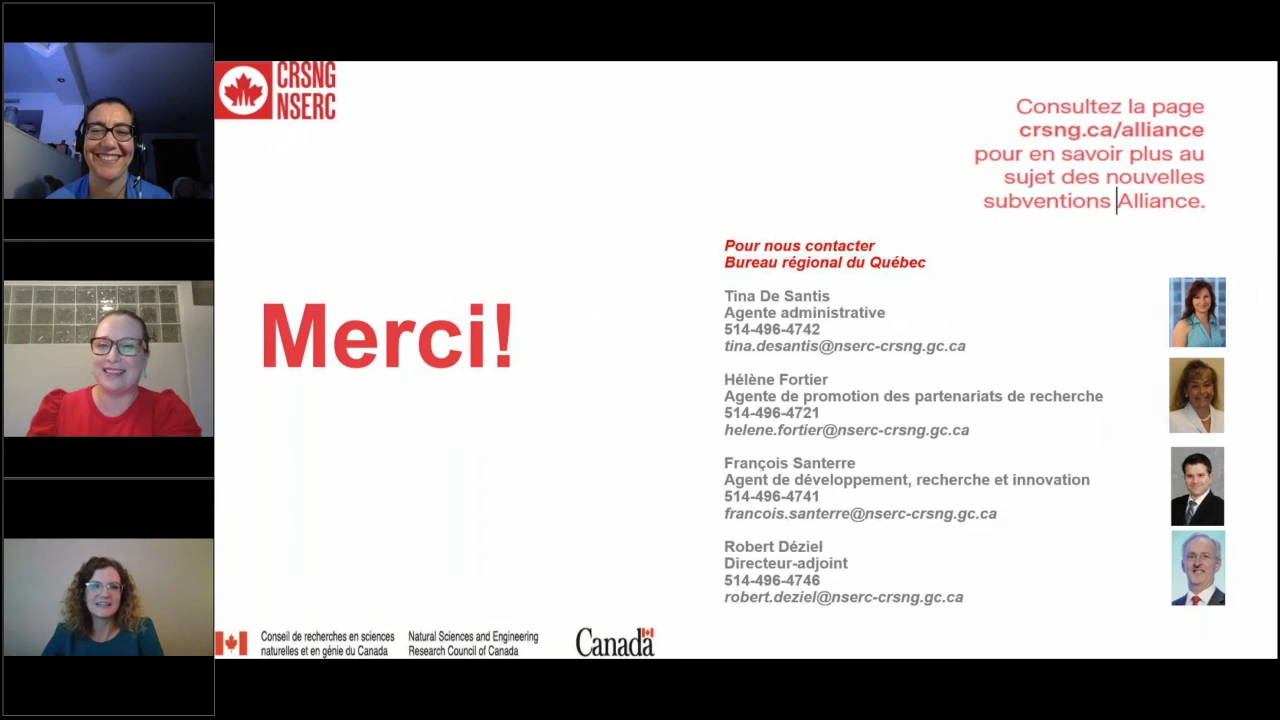 CRSNG
NSERC
Consultez la page
crsng.ca/alliance
pour en savoir plus au
sujet des nouvelles
subventions Alliance.
Merci!
Pour nous contacter
Bureau régional du Québec
Tina De Santis
Agente administrative
514-496-4742
tina.desantis@nserc-crsng.gc.ca
Hélène Fortier
Agente de promotion des partenariats de recherche
514-496-4721
helene.fortier@nserc-crsng.gc.ca
François Santerre
Agent de développement, recherche et innovation
514-496-4741
francois.santerre@nserc-crsng.gc.ca
Robert Déziel
Directeur-adjoint
514-496-4746
robert.deziel@nserc-crsng.gc.ca
Conseil de recherches en sciences
naturelles et en génie du Canada
Natural Sciences and Engineering
Research Council of Canada
Canada